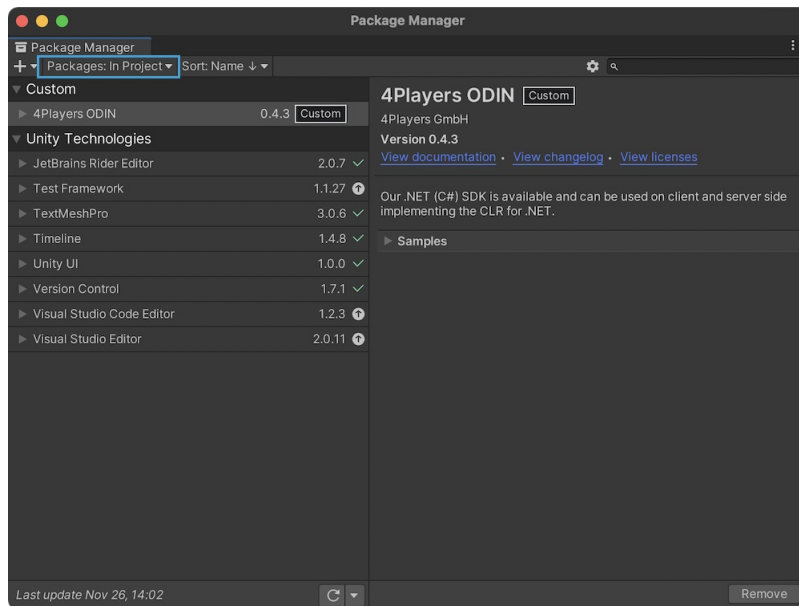 Package Manager
Package Manager
Packages: In Project Sort: Name
Custom
4Players ODIN 0.4.3 Custom
Unity Technologies
JetBrains Rider Editor 2.0.7
Test Framework 1.1.27
TextMeshPro 3.0.6
Timeline 1.4.8
Unity UI 1.0.0
Version Control 1.7.1
Visual Studio Code Editor 1.2.3
Visual Studio Editor 2.0.11
Last update Nov 26, 14:02
4Players ODIN Custom
4Players GmbH
Version 0.4.3
View documentation • View changelog • View licenses
Our .NET (C#) SDK is available and can be used on client and server side
implementing the CLR for .NET.
Samples
Remove